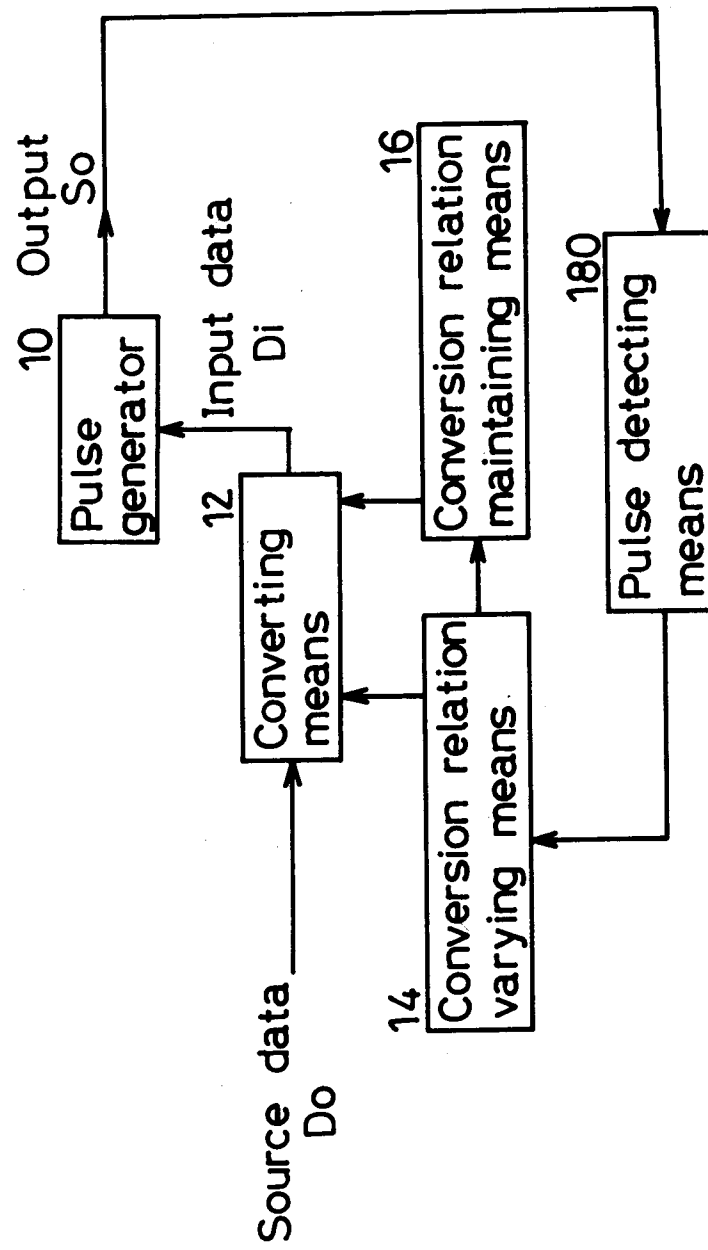 10
Output
So
Pulse
generator
Input data
Di
12
Converting
means
Source data
Do
14
Conversion relation
varying means
16
Conversion relation
maintaining means
180
Pulse detecting
means